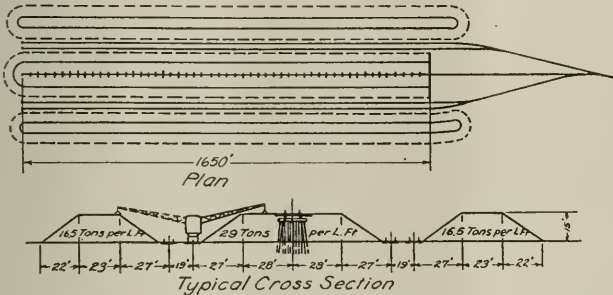 1650'
Plan
16.5 Tons per L.Ft
29 Tons per L.Ft
16.5 Tons per L.Ft
15'
22' 23' 27' 19' 27' 28' 28' 27' 19' 27' 23' 22'
Typical Cross Section